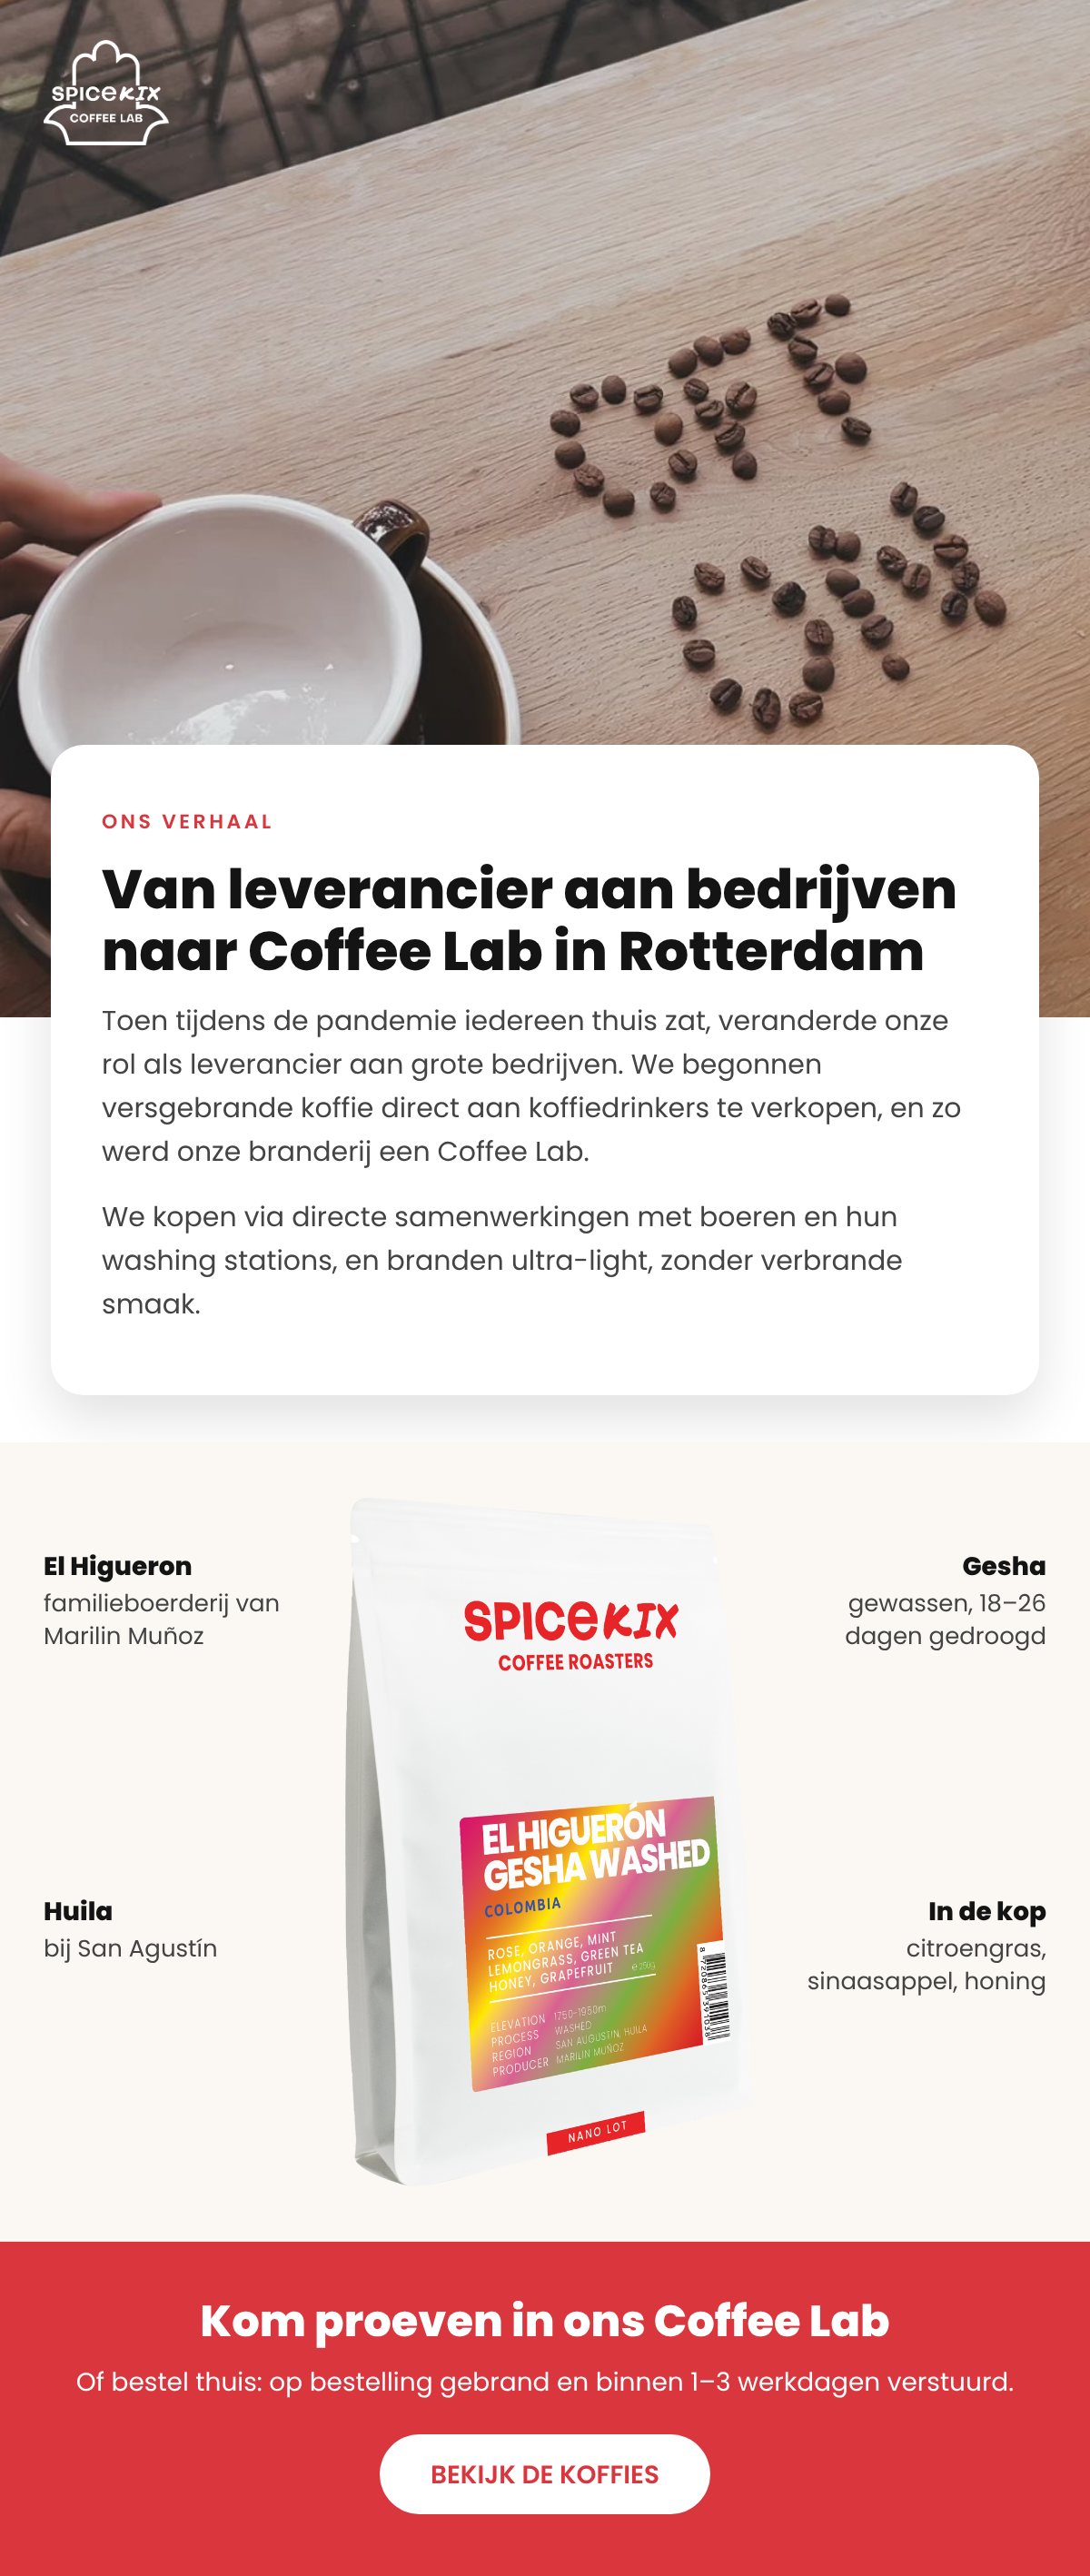 SPICEKIX
COFFEE LAB
ONS VERHAAL
Van leverancier aan bedrijven
naar Coffee Lab in Rotterdam
Toen tijdens de pandemie iedereen thuis zat, veranderde onze
rol als leverancier aan grote bedrijven. We begonnen
versgebrande koffie direct aan koffiedrinkers te verkopen, en zo
werd onze branderij een Coffee Lab.
We kopen via directe samenwerkingen met boeren en hun
washing stations, en branden ultra-light, zonder verbrande
smaak.
El Higueron
familieboerderij van
Marilin Muñoz
Gesha
gewassen, 18–26
dagen gedroogd
Huila
bij San Agustín
In de kop
citroengras,
sinaasappel, honing
SPICEKIX
COFFEE ROASTERS
EL HIGUERÓN
GESHA WASHED
COLOMBIA
ROSE, ORANGE, MINT
LEMONGRASS, GREEN TEA
HONEY, GRAPEFRUIT
ELEVATION 1750-1950m
PROCESS WASHED
REGION SAN AUGUSTIN, HUILA
PRODUCER MARILIN MUÑOZ
NANO LOT
Kom proeven in ons Coffee Lab
Of bestel thuis: op bestelling gebrand en binnen 1–3 werkdagen verstuurd.
BEKIJK DE KOFFIES